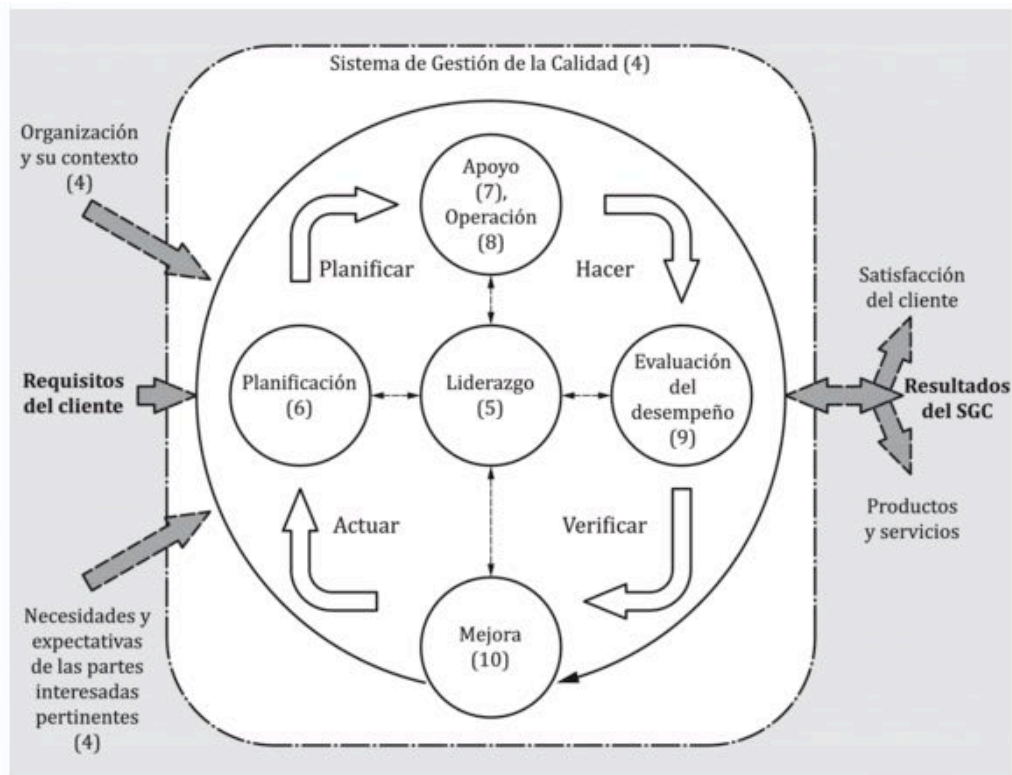 Sistema de Gestión de la Calidad (4)
Organización
y su contexto
(4)
Apoyo
(7),
Operación
(8)
Planificar
Hacer
Satisfacción
del cliente
Requisitos
del cliente
Planificación
(6)
Liderazgo
(5)
Evaluación
del
desempeño
(9)
Resultados
del SGC
Actuar
Verificar
Productos
y servicios
Necesidades y
expectativas
de las partes
interesadas
pertinentes
(4)
Mejora
(10)